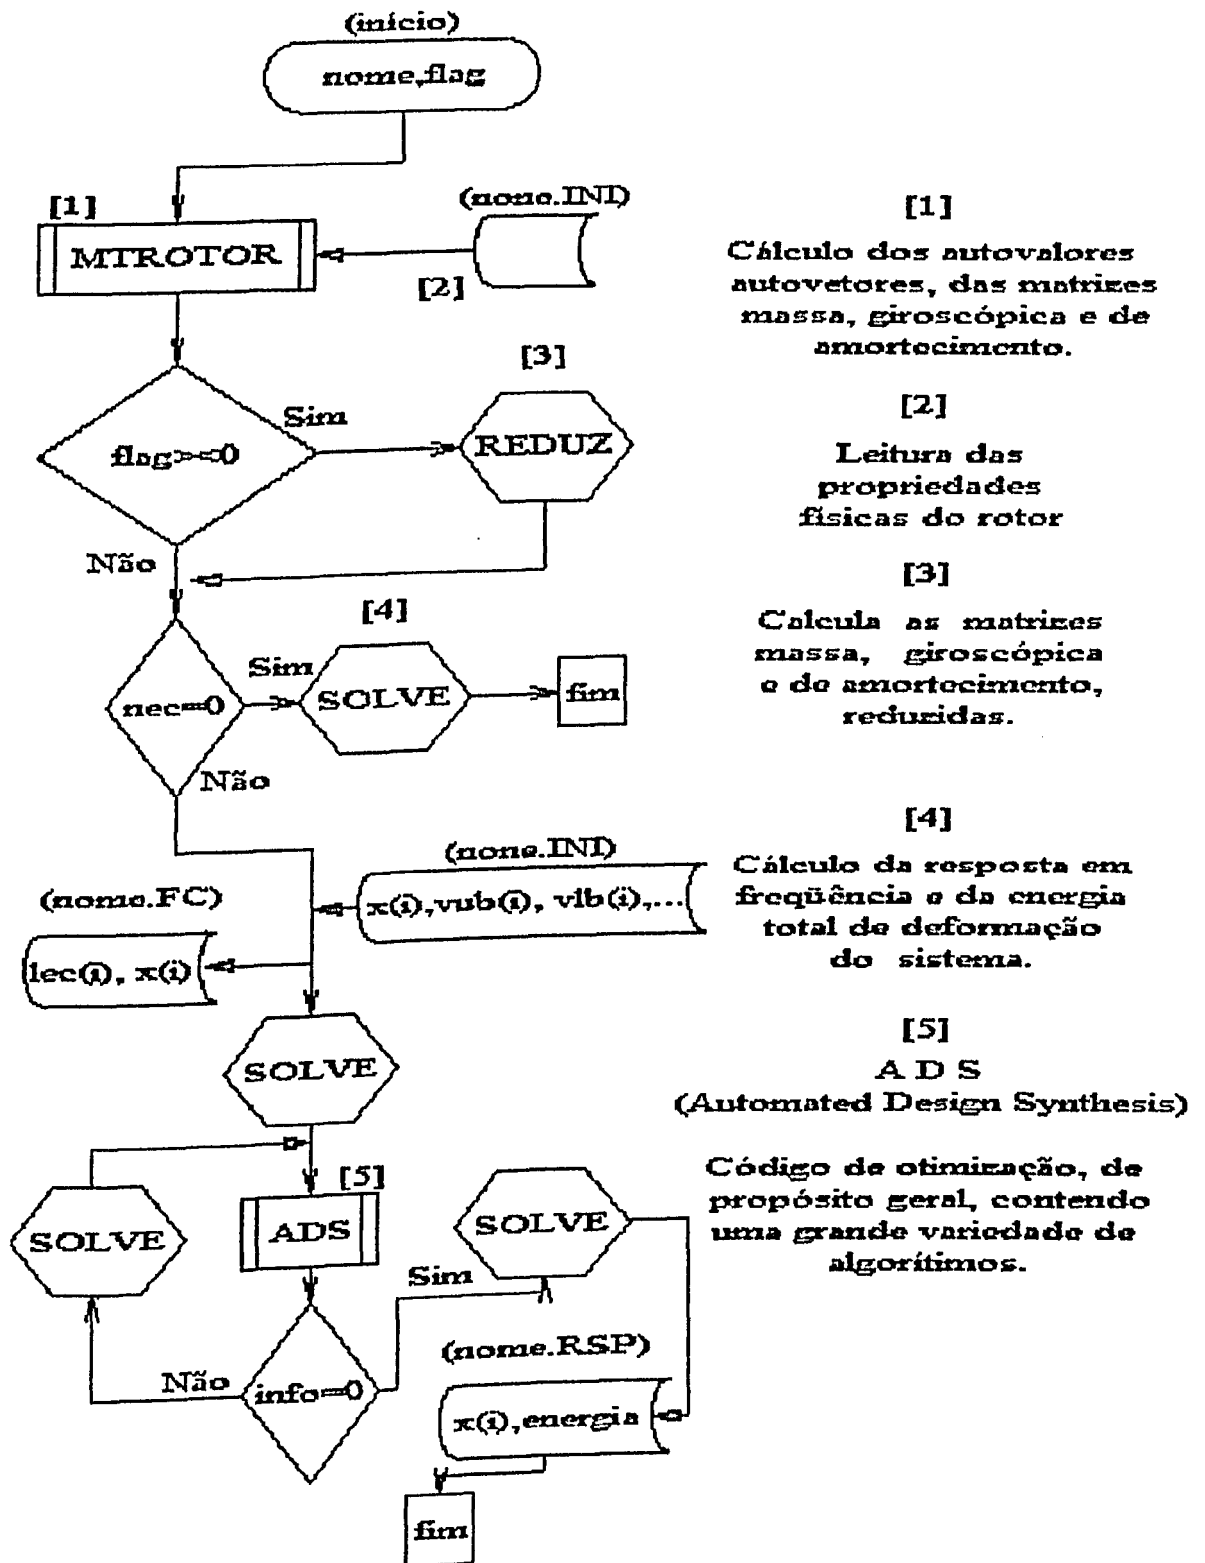 (início)
nome,flag
[1]
MTROTOR
(none.INI)
[2]
flag><0
Sim
[3]
REDUZ
Não
nec=0
Sim
[4]
SOLVE
fim
Não
(none.INI)
x(i),vub(i), vlb(i),...
(nome.FC)
lec(i), x(i)
SOLVE
SOLVE
[5]
ADS
info=0
Não
Sim
SOLVE
(nome.RSP)
x(i),energia
fim
[1]
Cálculo dos autovalores
autovetores, das matrizes
massa, giroscópica e de
amortecimento.
[2]
Leitura das
propriedades
físicas do rotor
[3]
Calcula as matrizes
massa, giroscópica
e de amortecimento,
reduzidas.
[4]
Cálculo da resposta em
freqüência e da energia
total de deformação
do sistema.
[5]
A D S
(Automated Design Synthesis)
Código de otimização, de
propósito geral, contendo
uma grande variedade de
algorítimos.